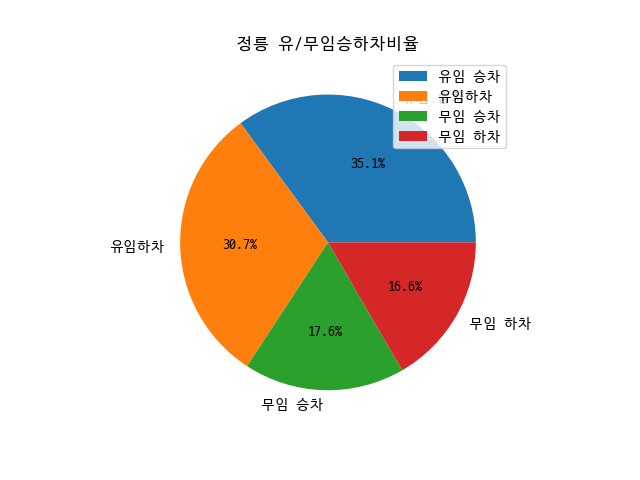 정릉 유/무임승하차비율
유임 승차
유임하차
무임 승차
무임 하차
35.1%
유임하차
30.7%
16.6%
무임 하차
17.6%
무임 승차